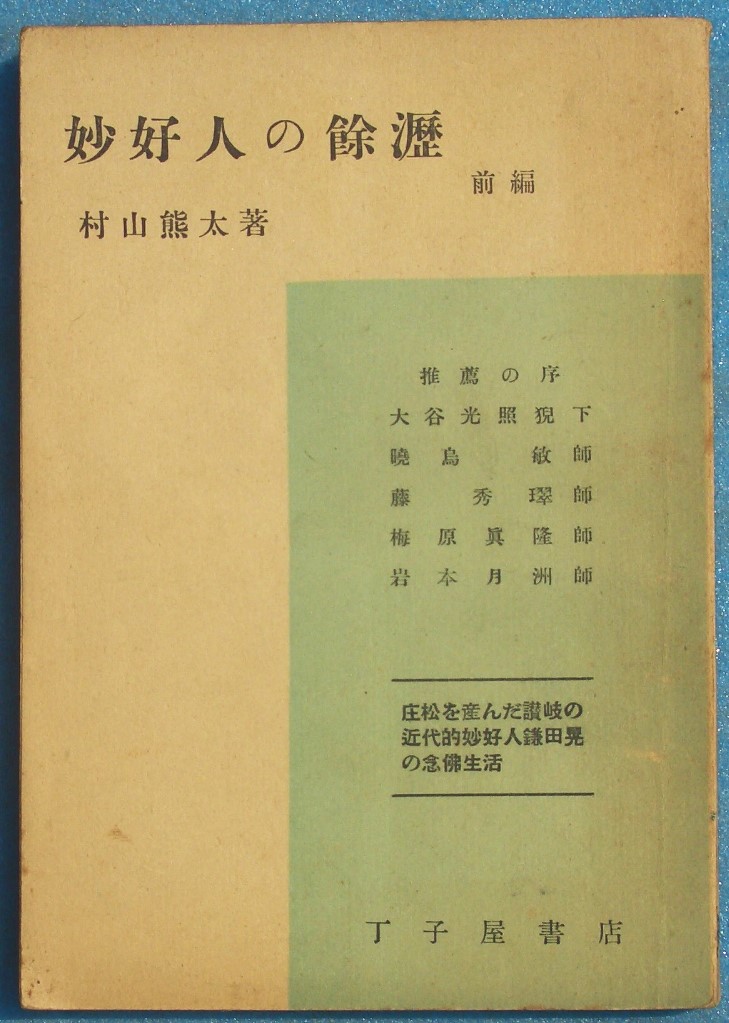 妙好人の餘瀝
前編
村山熊太著
推薦の序
大谷光照猊下
曉烏敏師
藤秀璻師
梅原眞隆師
岩本月洲師
庄松を産んだ讃岐の
近代的妙好人鎌田晃
の念佛生活
丁子屋書店